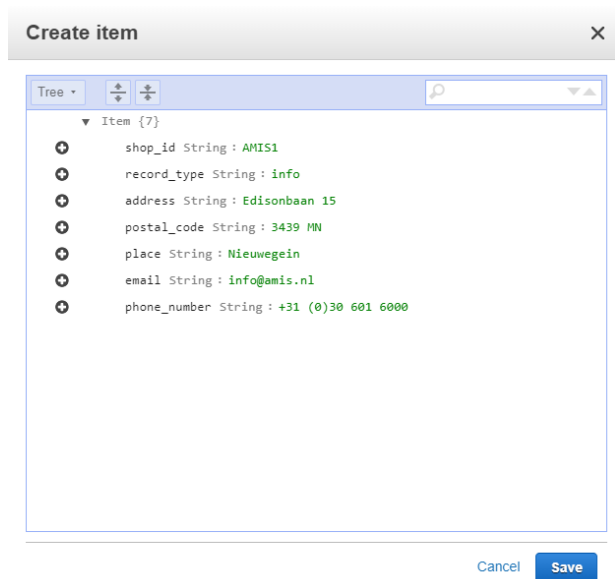 Create item
Tree
Item {7}
shop_id String : AMIS1
record_type String : info
address String : Edisonbaan 15
postal_code String : 3439 MN
place String : Nieuwegein
email String : info@amis.nl
phone_number String : +31 (0)30 601 6000
Cancel Save